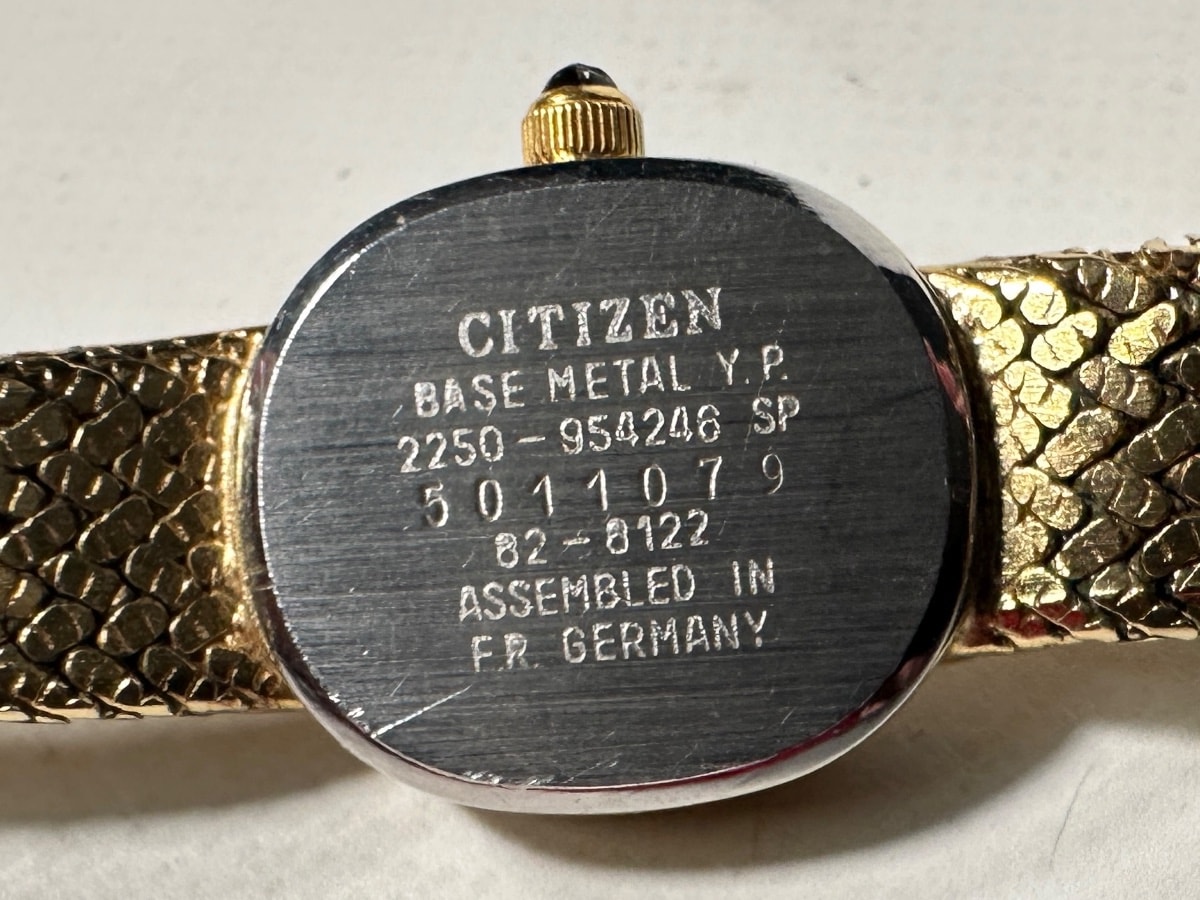 CITIZEN
BASE METAL Y.P.
2250-954246 SP
5011079
82-8122
ASSEMBLED IN
F.R. GERMANY